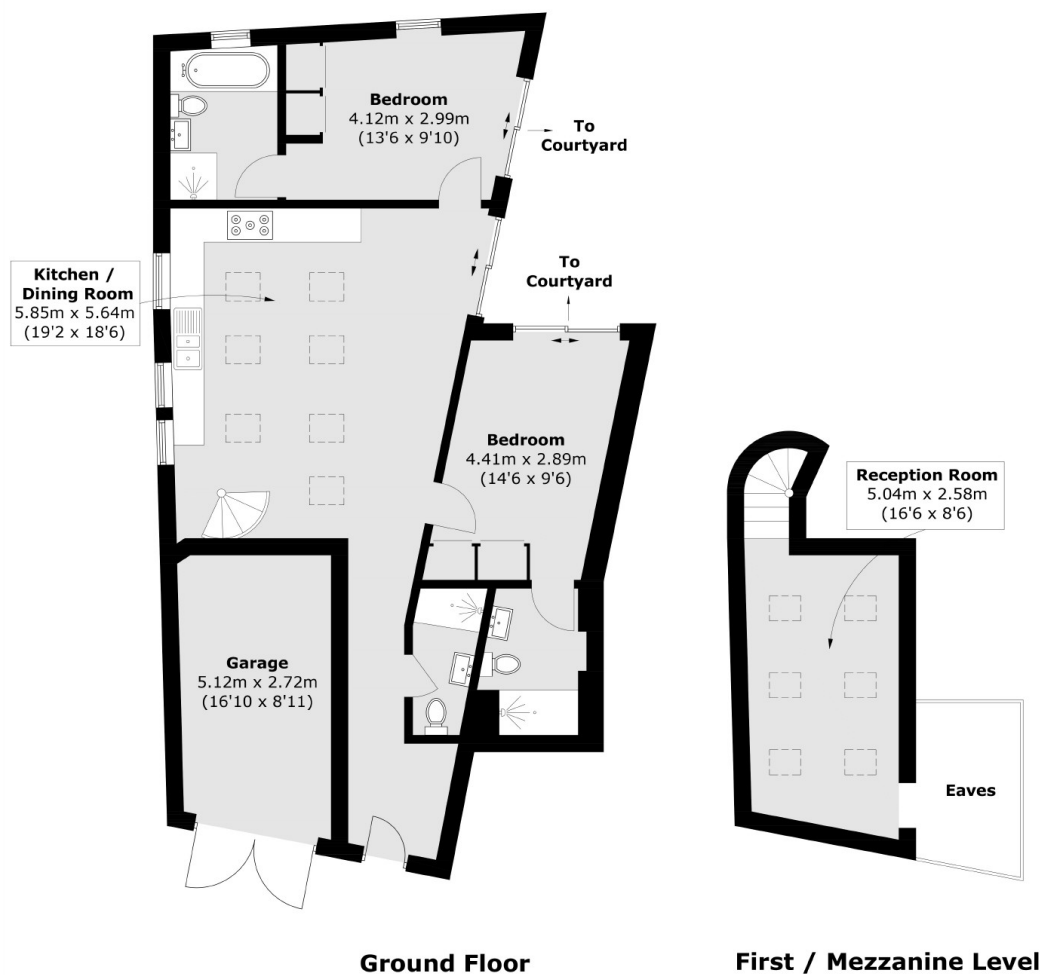 Bedroom
4.12m x 2.99m
(13'6 x 9'10)
To
Courtyard
Kitchen /
Dining Room
5.85m x 5.64m
(19'2 x 18'6)
To
Courtyard
Bedroom
4.41m x 2.89m
(14'6 x 9'6)
Reception Room
5.04m x 2.58m
(16'6 x 8'6)
Garage
5.12m x 2.72m
(16'10 x 8'11)
Eaves
Ground Floor
First / Mezzanine Level